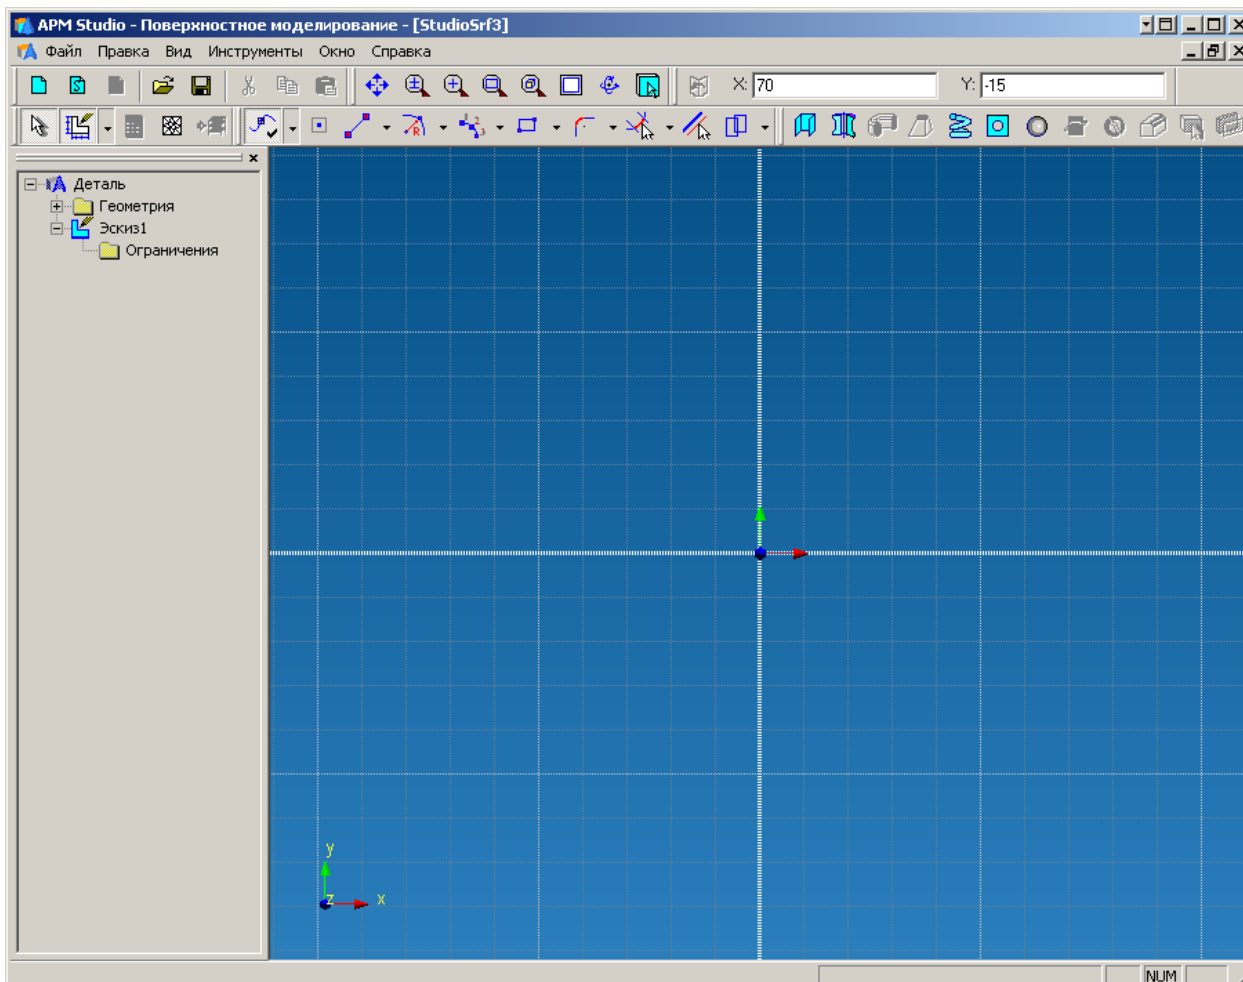 APM Studio - Поверхностное моделирование - [StudioSrf3]
Файл Правка Вид Инструменты Окно Справка
X: 70 Y: -15
Деталь
Геометрия
Эскиз1
Ограничения
y
z x
NUM